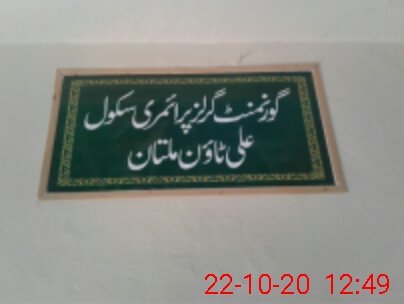 گورنمنٹ گرلز پرائمری سکول
علی ٹاؤن ملتان
22-10-20 12:49